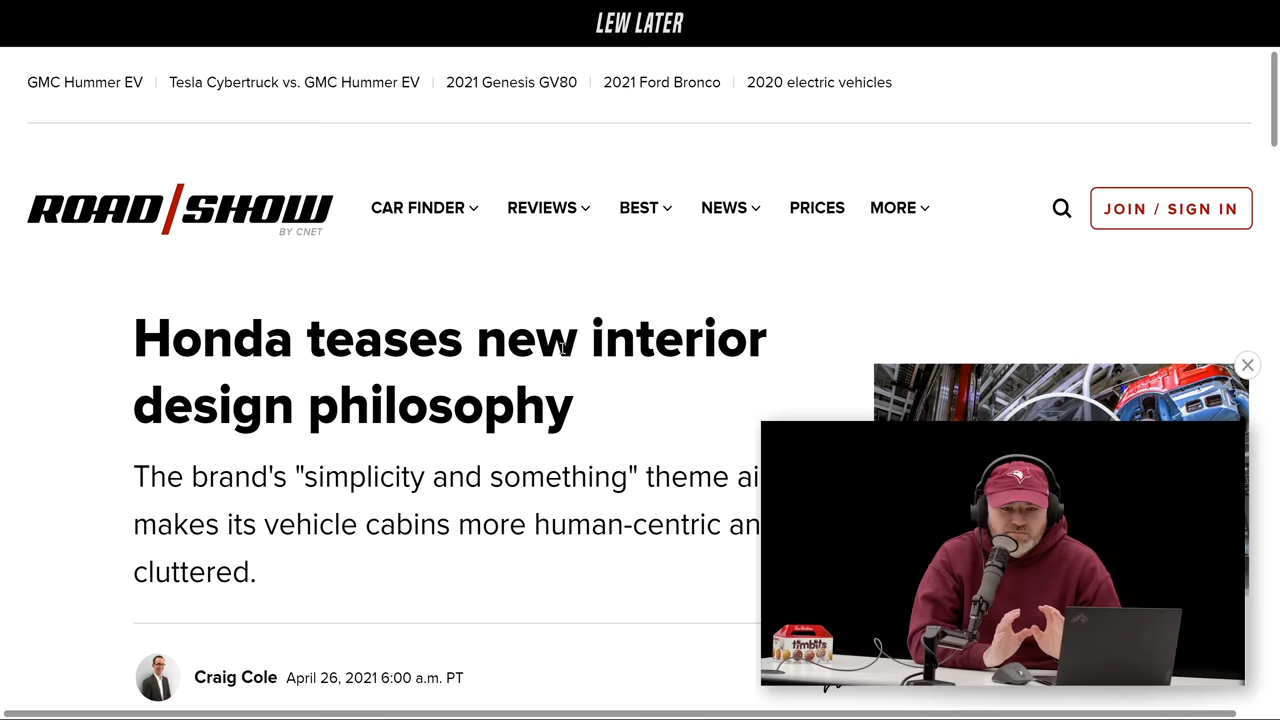 LEW LATER
GMC Hummer EV
Tesla Cybertruck vs. GMC Hummer EV
2021 Genesis GV80
2021 Ford Bronco
2020 electric vehicles
ROAD/SHOW
BY CNET
CAR FINDER
REVIEWS
BEST
NEWS
PRICES
MORE
JOIN / SIGN IN
Honda teases new interior
design philosophy
The brand's "simplicity and something" theme ai
makes its vehicle cabins more human-centric an
cluttered.
Craig Cole April 26, 2021 6:00 a.m. PT
timbits